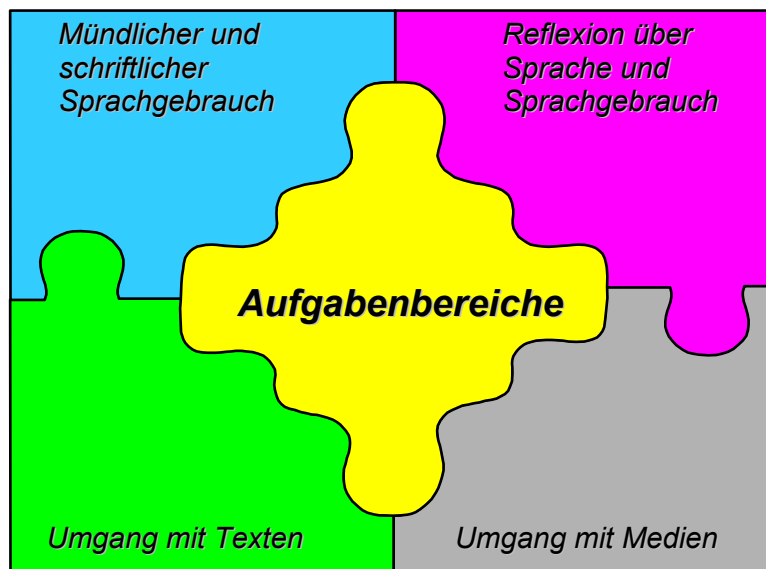 Mündlicher und
schriftlicher
Sprachgebrauch
Reflexion über
Sprache und
Sprachgebrauch
Aufgabenbereiche
Umgang mit Texten
Umgang mit Medien